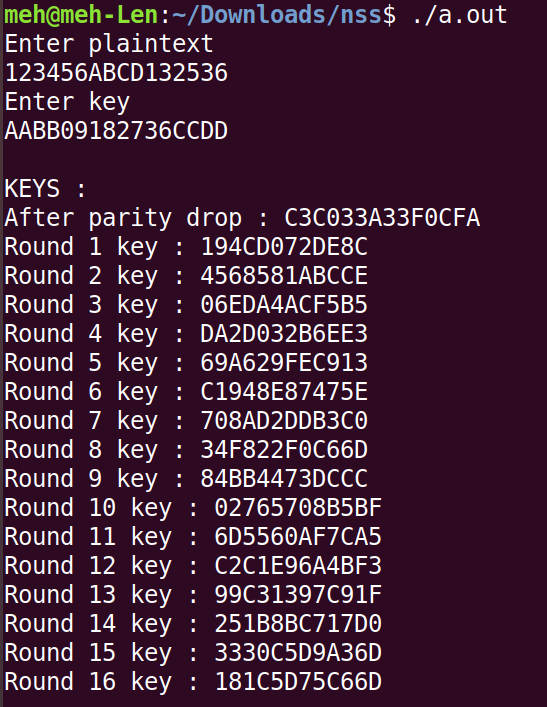 meh@meh-Len:~/Downloads/nss$ ./a.out
Enter plaintext
123456ABCD132536
Enter key
AABB09182736CCDD
KEYS :
After parity drop : C3C033A33F0CFA
Round 1 key : 194CD072DE8C
Round 2 key : 4568581ABCCE
Round 3 key : 06EDA4ACF5B5
Round 4 key : DA2D032B6EE3
Round 5 key : 69A629FEC913
Round 6 key : C1948E87475E
Round 7 key : 708AD2DDB3C0
Round 8 key : 34F822F0C66D
Round 9 key : 84BB4473DCCC
Round 10 key : 02765708B5BF
Round 11 key : 6D5560AF7CA5
Round 12 key : C2C1E96A4BF3
Round 13 key : 99C31397C91F
Round 14 key : 251B8BC717D0
Round 15 key : 3330C5D9A36D
Round 16 key : 181C5D75C66D